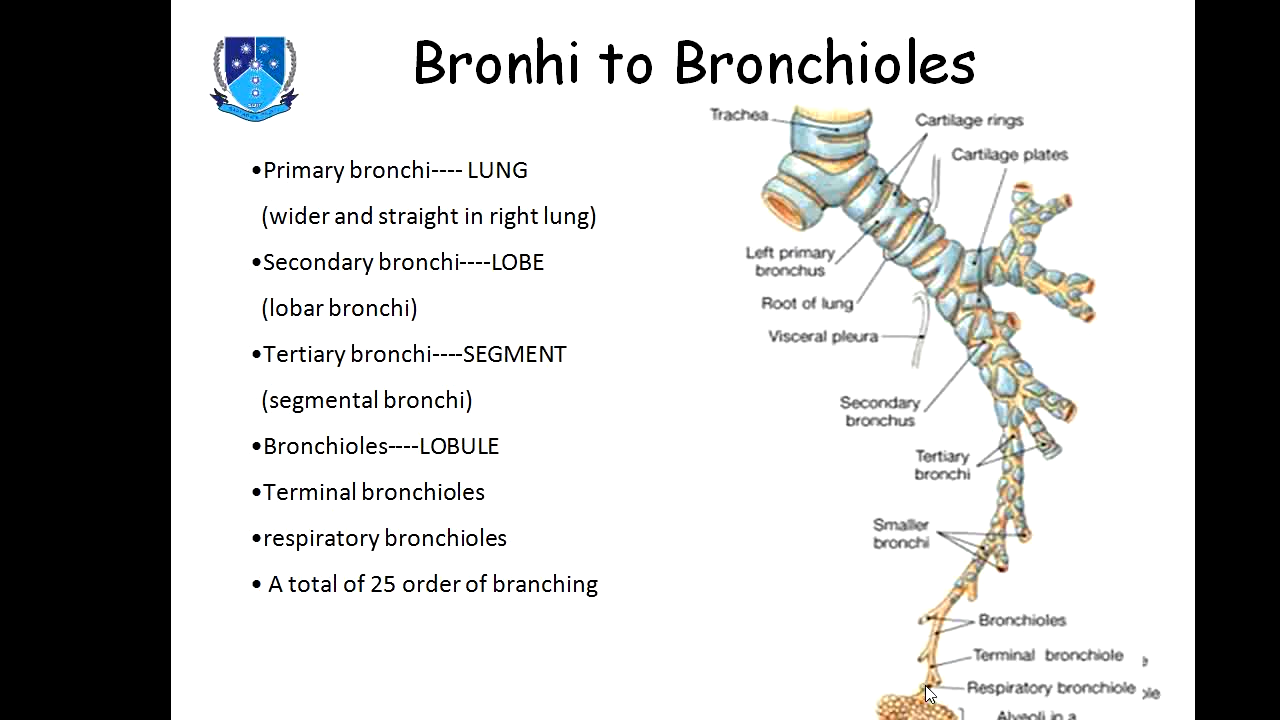 Bronhi to Bronchioles
•Primary bronchi---- LUNG
(wider and straight in right lung)
•Secondary bronchi----LOBE
(lobar bronchi)
•Tertiary bronchi----SEGMENT
(segmental bronchi)
•Bronchioles----LOBULE
•Terminal bronchioles
•respiratory bronchioles
• A total of 25 order of branching
Trachea
Cartilage rings
Cartilage plates
Left primary
bronchus
Root of lung
Visceral pleura
Secondary
bronchus
Tertiary
bronchi
Smaller
bronchi
Bronchioles
Terminal bronchiole
Respiratory bronchiole
Alveoli in a